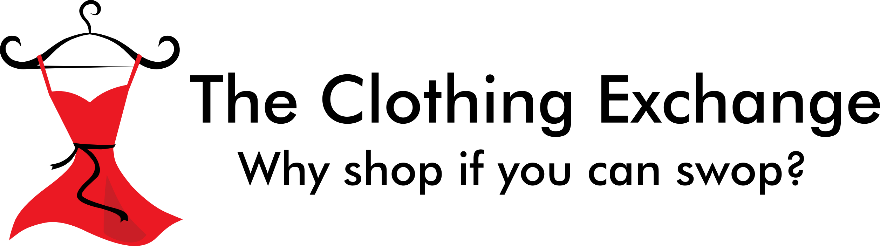 The Clothing Exchange
Why shop if you can swop?